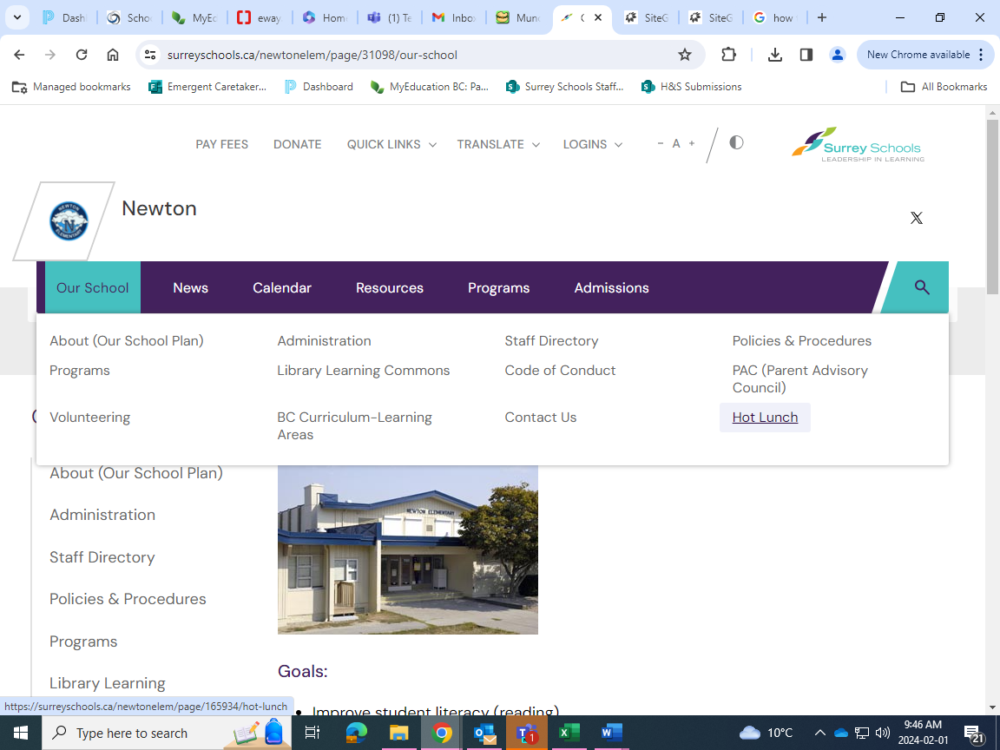 Dash
Scho
MyEd
eway
Home
(1) Te
Inbo
Munc
SiteG
SiteG
how
surreyschools.ca/newtonelem/page/31098/our-school
New Chrome available
Managed bookmarks
Emergent Caretaker...
Dashboard
MyEducation BC: Pa...
Surrey Schools Staff...
H&S Submissions
All Bookmarks
PAY FEES DONATE QUICK LINKS TRANSLATE LOGINS - A +
Surrey Schools
LEADERSHIP IN LEARNING
NEWTON
N
ELEMENTARY
Newton
Our School News Calendar Resources Programs Admissions
About (Our School Plan) Administration Staff Directory Policies & Procedures
Programs Library Learning Commons Code of Conduct PAC (Parent Advisory
Council)
Volunteering BC Curriculum-Learning Contact Us Hot Lunch
Areas
About (Our School Plan)
Administration
Staff Directory
Policies & Procedures
Programs
Library Learning
NEWTON ELEMENTARY
Goals:
Improve student literacy (reading)
https://surreyschools.ca/newtonelem/page/165934/hot-lunch
Type here to search
1
10°C
9:46 AM
2024-02-01
21